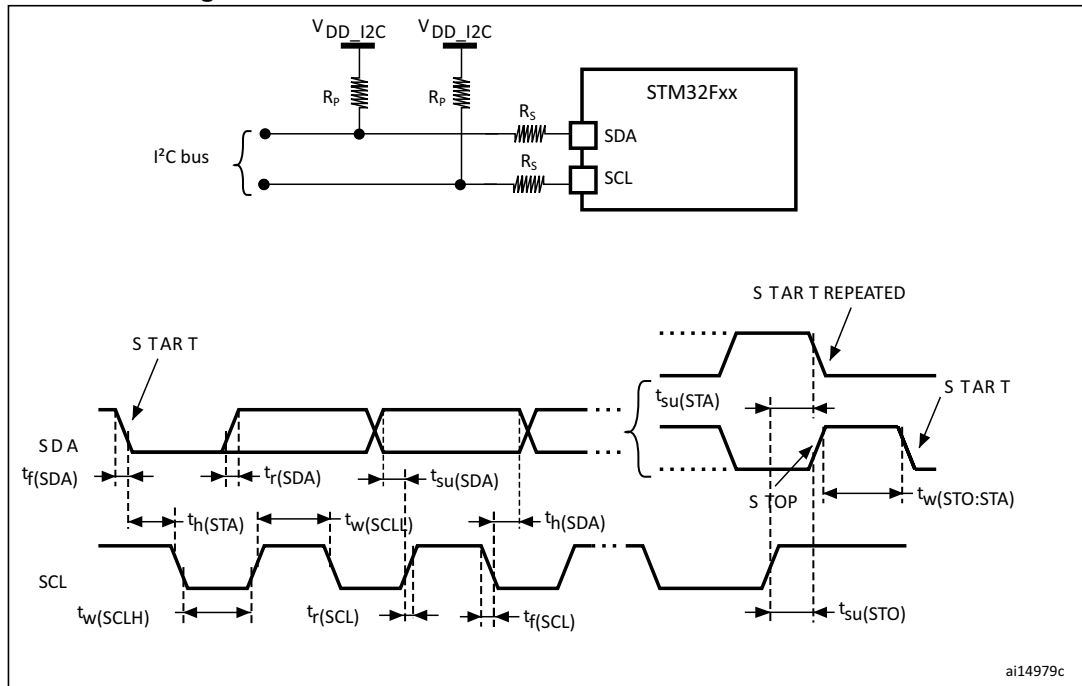 VDD_I2C VDD_I2C
RP RP
STM32Fxx
RS
SDA
I²C bus
RS
SCL
S TAR T REPEATED
S TAR T
tsu(STA)
S TAR T
SDA
tf(SDA) tr(SDA) tsu(SDA)
S TOP
tw(STO:STA)
th(STA) tw(SCLL) th(SDA)
SCL
tw(SCLH) tr(SCL) tf(SCL) tsu(STO)
ai14979c